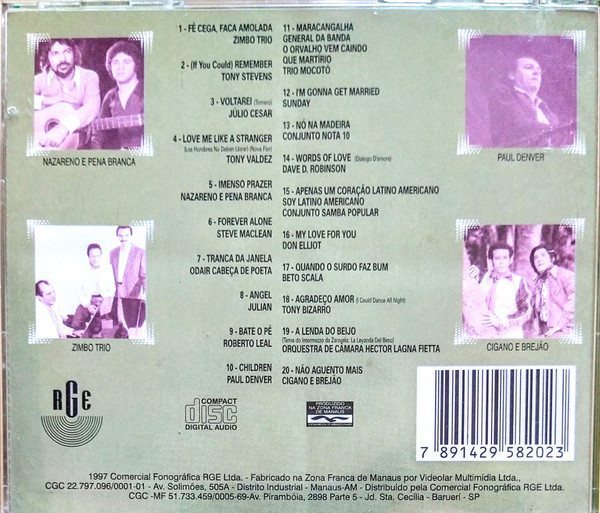 1 - FÉ CEGA, FACA AMOLADA
ZIMBO TRIO
2 - (If You Could) REMEMBER
TONY STEVENS
3 - VOLTAREI (Tornerò)
JÚLIO CESAR
4 - LOVE ME LIKE A STRANGER
(Los Hombres No Deben Llorar) (Nova Flor)
TONY VALDEZ
5 - IMENSO PRAZER
NAZARENO E PENA BRANCA
6 - FOREVER ALONE
STEVE MACLEAN
7 - TRANCA DA JANELA
ODAIR CABEÇA DE POETA
8 - ANGEL
JULIAN
9 - BATE O PÉ
ROBERTO LEAL
10 - CHILDREN
PAUL DENVER
11 - MARACANGALHA
GENERAL DA BANDA
O ORVALHO VEM CAINDO
QUE MARTÍRIO
TRIO MOCOTÓ
12 - I'M GONNA GET MARRIED
SUNDAY
13 - NÓ NA MADEIRA
CONJUNTO NOTA 10
14 - WORDS OF LOVE (Dialogo D'amore)
DAVE D. ROBINSON
15 - APENAS UM CORAÇÃO LATINO AMERICANO
SOY LATINO AMERICANO
CONJUNTO SAMBA POPULAR
16 - MY LOVE FOR YOU
DON ELLIOT
17 - QUANDO O SURDO FAZ BUM
BETO SCALA
18 - AGRADEÇO AMOR (I Could Dance All Night)
TONY BIZARRO
19 - A LENDA DO BEIJO
(Tema do Intermezzo da Zarzuela: La Leyenda Del Beso)
ORQUESTRA DE CÂMARA HECTOR LAGNA FIETTA
20 - NÃO AGUENTO MAIS
CIGANO E BREJÃO
NAZARENO E PENA BRANCA
PAUL DENVER
ZIMBO TRIO
CIGANO E BREJÃO
RGE
COMPACT
disc
DIGITAL AUDIO
PRODUZIDO
NA ZONA FRANCA
DE MANAUS
7 891429 582023
1997 Comercial Fonográfica RGE Ltda. - Fabricado na Zona Franca de Manaus por Videolar Multimídia Ltda.,
CGC 22.797.096/0001-01 - Av. Solimões, 505A - Distrito Industrial - Manaus-AM - Distribuído pela Comercial Fonográfica RGE Ltda.
CGC -MF 51.733.459/0005-69-Av. Pirambóia, 2898 Parte 5 - Jd. Sta. Cecília - Barueri - SP